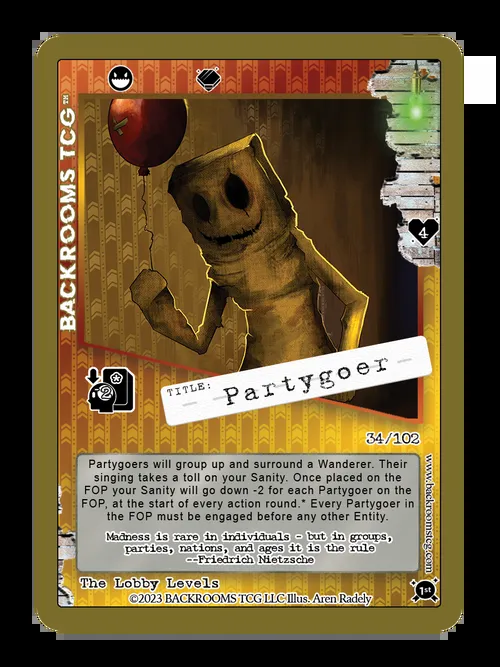 BACKROOMS TCG™
4
2
TITLE: Partygoer
34/102
Partygoers will group up and surround a Wanderer. Their
singing takes a toll on your Sanity. Once placed on the
FOP your Sanity will go down -2 for each Partygoer on the
FOP, at the start of every action round.* Every Partygoer in
the FOP must be engaged before any other Entity.
Madness is rare in individuals - but in groups,
parties, nations, and ages it is the rule
--Friedrich Nietzsche
www.backroomstcg.com
The Lobby Levels
©2023 BACKROOMS TCG LLC Illus. Aren Radely
1st